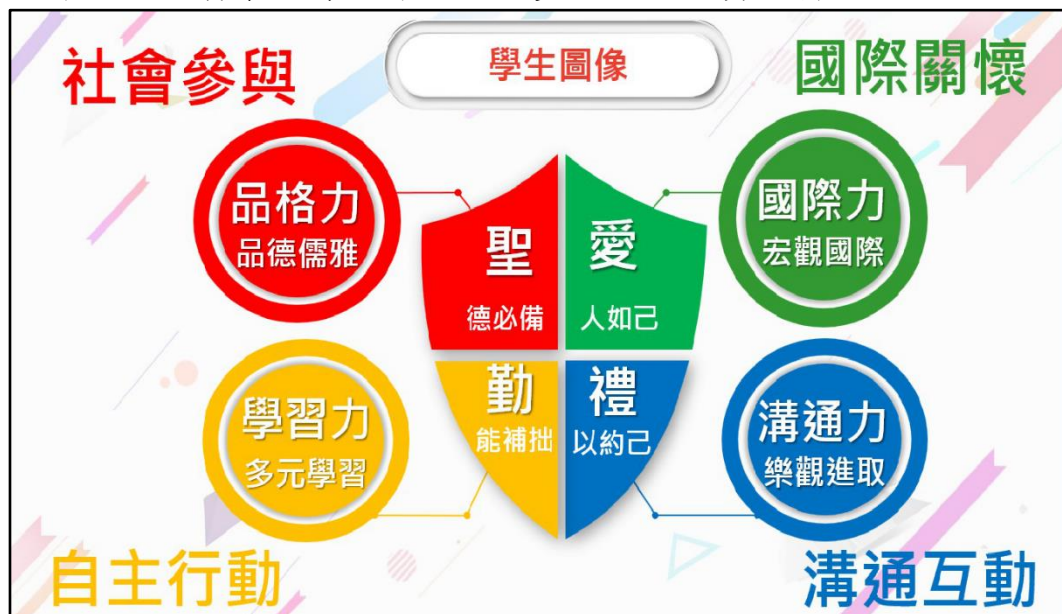 學生圖像
社會參與
國際關懷
品格力
品德儒雅
聖
德必備
愛
人如己
國際力
宏觀國際
學習力
多元學習
勤
能補拙
禮
以約己
溝通力
樂觀進取
自主行動
溝通互動